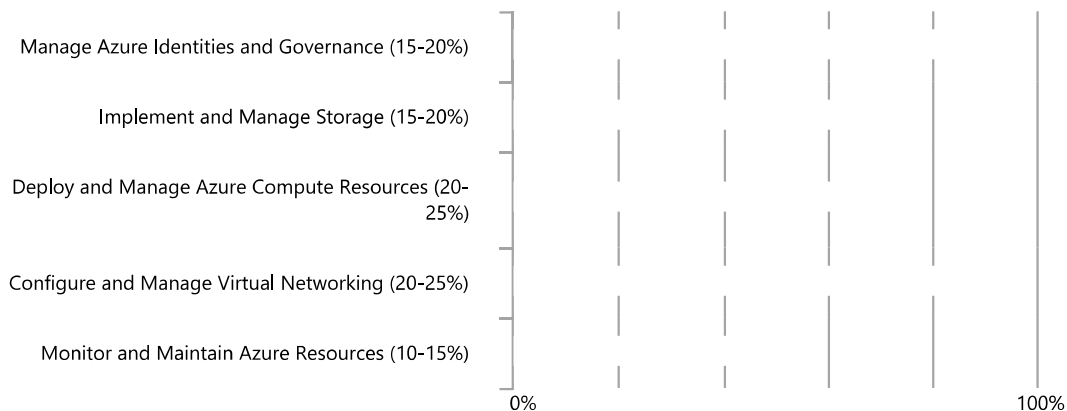 Manage Azure Identities and Governance (15-20%)
Implement and Manage Storage (15-20%)
Deploy and Manage Azure Compute Resources (20-
25%)
Configure and Manage Virtual Networking (20-25%)
Monitor and Maintain Azure Resources (10-15%)
0% 100%